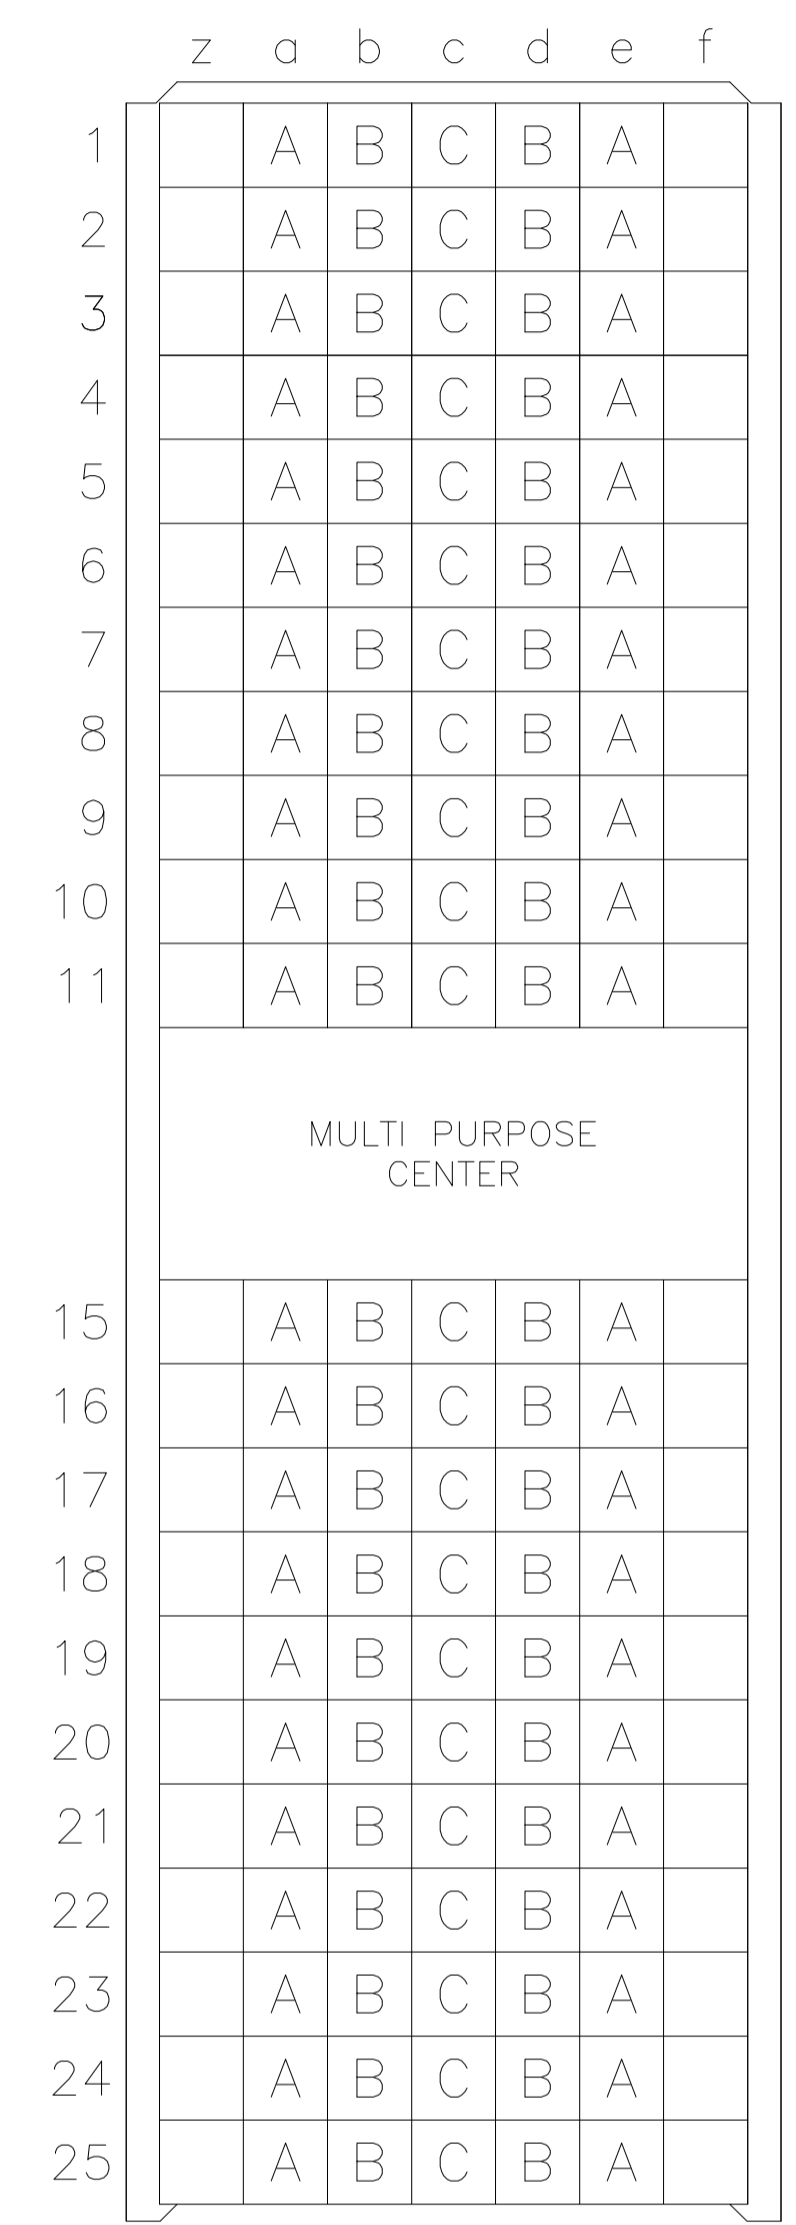 z a b c d e f
1 A B C B A
2 A B C B A
3 A B C B A
4 A B C B A
5 A B C B A
6 A B C B A
7 A B C B A
8 A B C B A
9 A B C B A
10 A B C B A
11 A B C B A
MULTI PURPOSE
CENTER
15 A B C B A
16 A B C B A
17 A B C B A
18 A B C B A
19 A B C B A
20 A B C B A
21 A B C B A
22 A B C B A
23 A B C B A
24 A B C B A
25 A B C B A